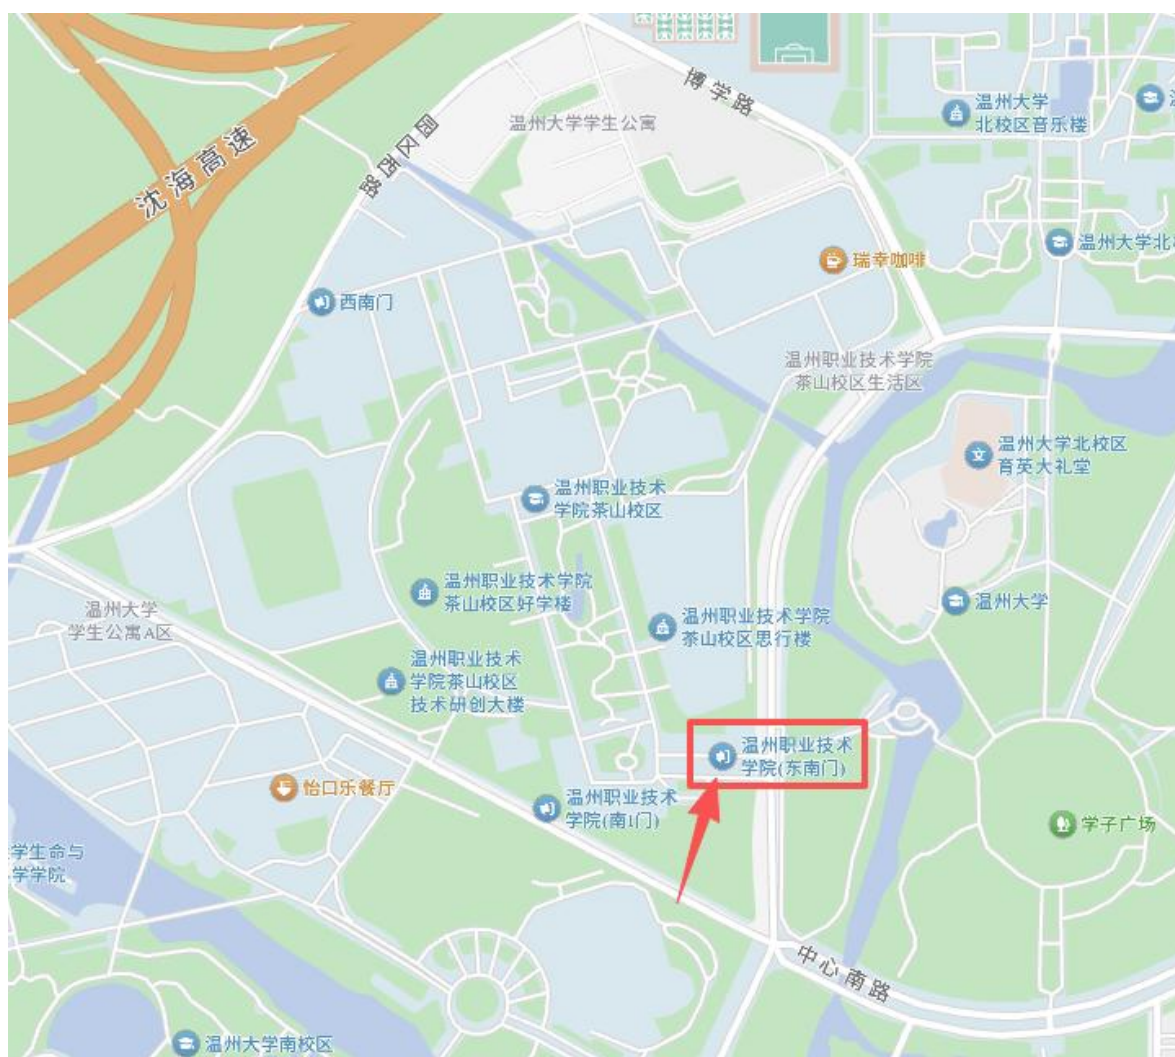 博学路
温州大学
北校区音乐楼
温州大学学生公寓
园区西路
沈海高速
温州大学北
瑞幸咖啡
西南门
温州职业技术学院
茶山校区生活区
温州大学北校区
育英大礼堂
温州职业技术
学院茶山校区
温州职业技术学院
茶山校区好学楼
温州大学
温州大学
学生公寓A区
温州职业技术学院
茶山校区思行楼
温州职业技术
学院茶山校区
技术研创大楼
温州职业技术
学院(东南门)
怡口乐餐厅
温州职业技术
学院(南1门)
学子广场
学生命与
学学院
中心南路
温州大学南校区